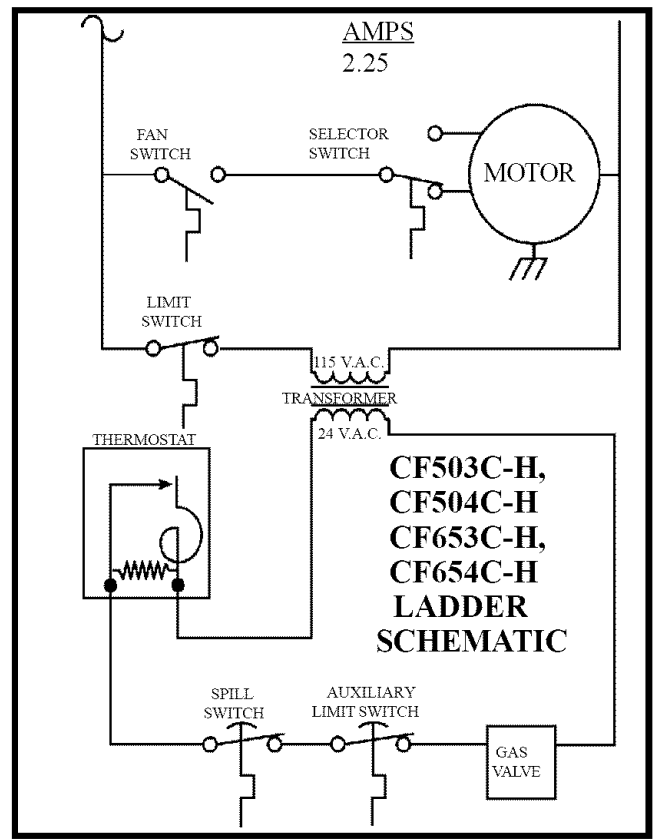 AMPS
2.25
FAN
SWITCH
SELECTOR
SWITCH
MOTOR
LIMIT
SWITCH
115 V.A.C.
TRANSFORMER
24 V.A.C.
THERMOSTAT
CF503C-H,
CF504C-H
CF653C-H,
CF654C-H
LADDER
SCHEMATIC
SPILL
SWITCH
AUXILIARY
LIMIT SWITCH
GAS
VALVE